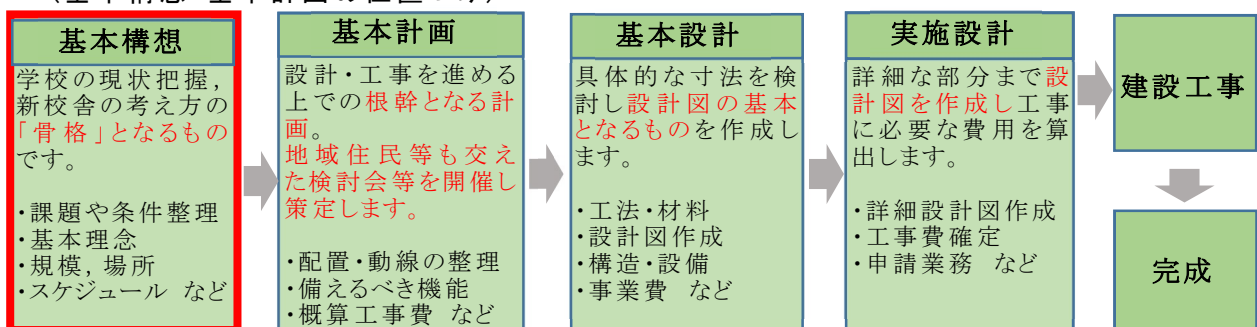 基本構想
学校の現状把握,
新校舎の考え方の
「骨格」となるもの
です。
・課題や条件整理
・基本理念
・規模, 場所
・スケジュール など
基本計画
設計・工事を進める
上での根幹となる計
画。
地域住民等も交え
た検討会等を開催し
策定します。
・配置・動線の整理
・備えるべき機能
・概算工事費 など
基本設計
具体的な寸法を検
討し設計図の基本
となるものを作成し
ます。
・工法・材料
・設計図作成
・構造・設備
・事業費 など
実施設計
詳細な部分まで設
計図を作成し工事
に必要な費用を算
出します。
・詳細設計図作成
・工事費確定
・申請業務 など
建設工事
完成